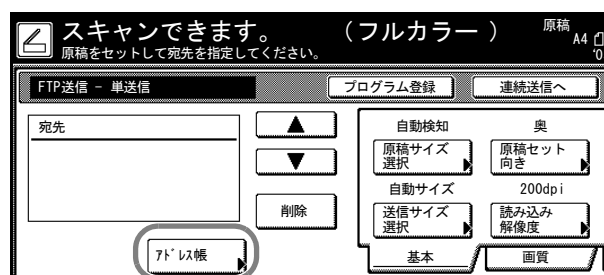 スキャンできます。 （フルカラー ） 原稿
原稿をセットして宛先を指定してください。 A4
FTP送信 － 単送信 プログラム登録 連続送信へ
宛先 ▲ 自動検知 奥
▼ 原稿サイズ選択 原稿セット向き
自動サイズ 200dpi
削除 送信サイズ選択 読み込み解像度
ｱﾄﾞﾚｽ帳 基本 画質